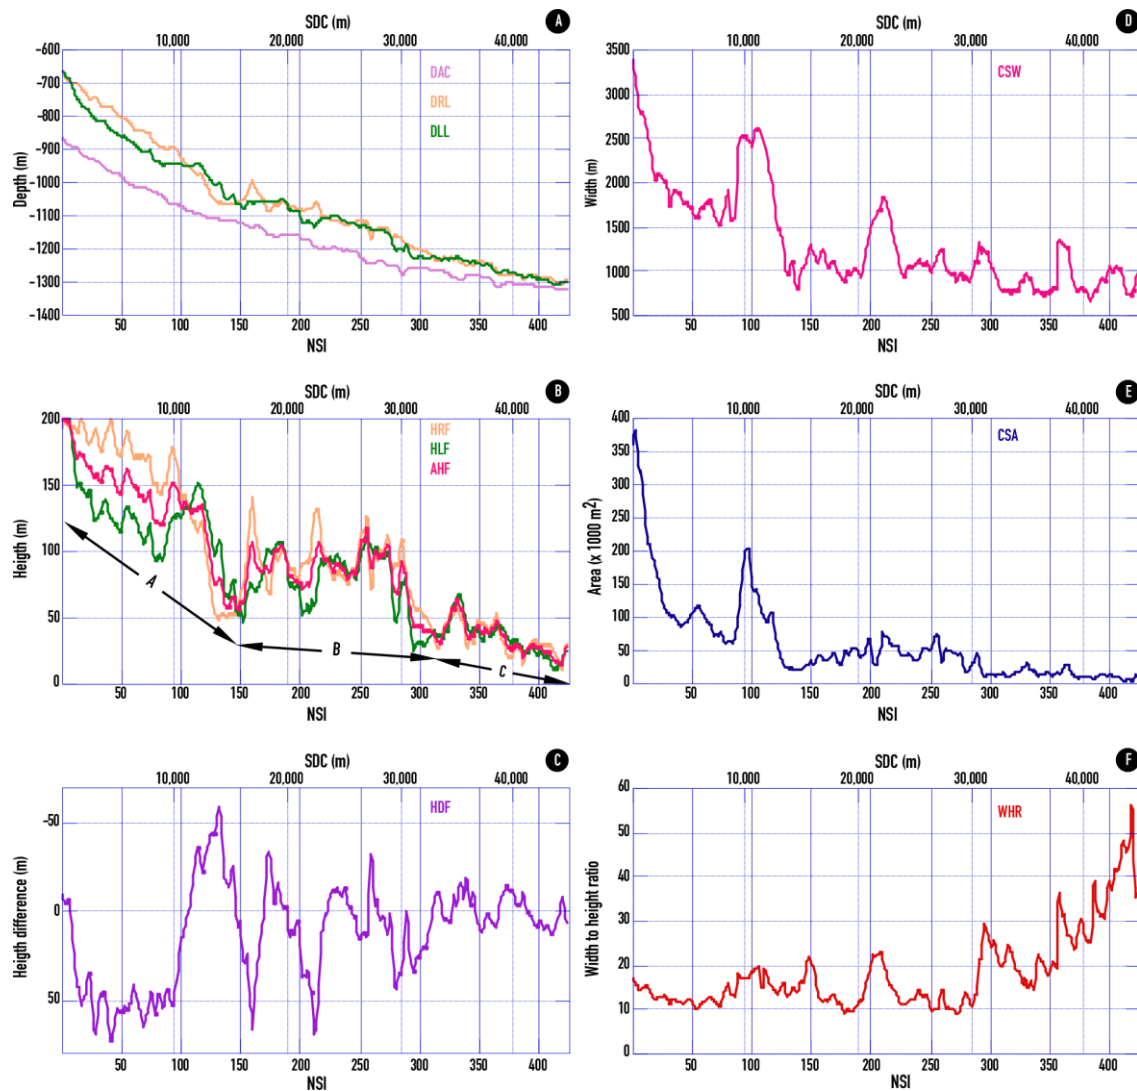 SDC (m)
A
10,000 20,000 30,000 40,000
DAC
DRL
DLL
Depth (m)
-600
-700
-800
-900
-1000
-1100
-1200
-1300
-1400
50 100 150 200 250 300 350 400
NSI
SDC (m)
D
10,000 20,000 30,000 40,000
CSW
Width (m)
3500
3000
2500
2000
1500
1000
500
50 100 150 200 250 300 350 400
NSI
SDC (m)
B
10,000 20,000 30,000 40,000
HRF
HLF
AHF
Heigth (m)
200
150
100
50
0
A
B
C
50 100 150 200 250 300 350 400
NSI
SDC (m)
E
10,000 20,000 30,000 40,000
CSA
Area (x 1000 m²)
400
350
300
250
200
150
100
50
0
50 100 150 200 250 300 350 400
NSI
SDC (m)
C
10,000 20,000 30,000 40,000
HDF
Heigth difference (m)
-50
0
50
50 100 150 200 250 300 350 400
NSI
SDC (m)
F
10,000 20,000 30,000 40,000
WHR
Width to height ratio
60
50
40
30
20
10
0
50 100 150 200 250 300 350 400
NSI